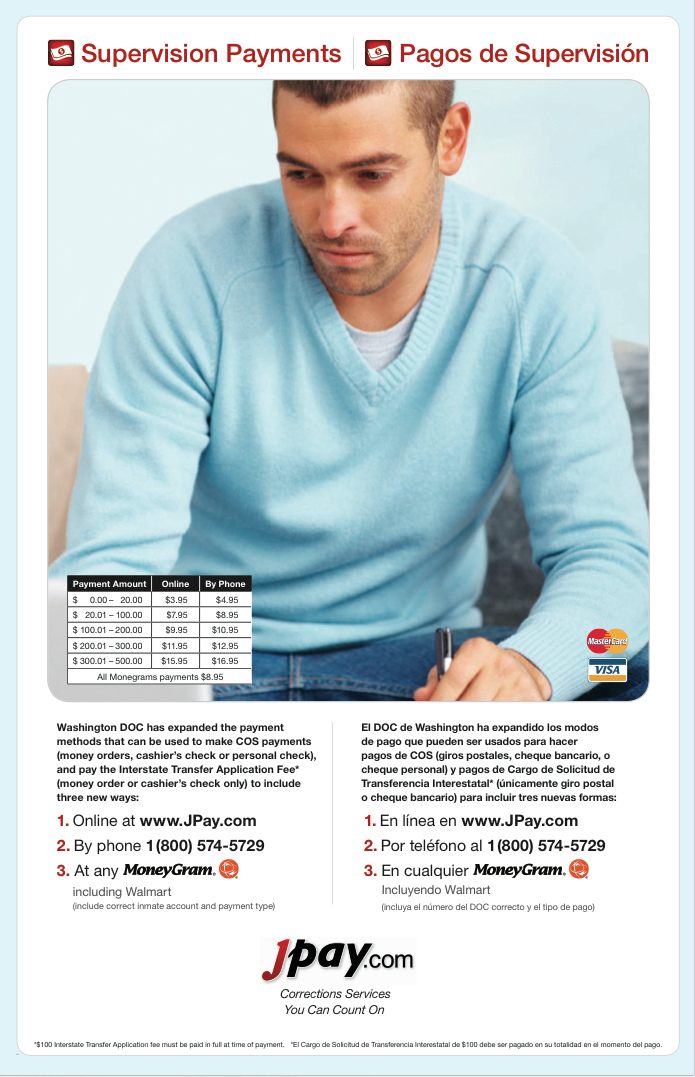 Supervision Payments
Pagos de Supervisión
Payment Amount Online By Phone
$ 0.00 – 20.00 $3.95 $4.95
$ 20.01 – 100.00 $7.95 $8.95
$ 100.01 – 200.00 $9.95 $10.95
$ 200.01 – 300.00 $11.95 $12.95
$ 300.01 – 500.00 $15.95 $16.95
All Monegrams payments $8.95
MasterCard
VISA
Washington DOC has expanded the payment
methods that can be used to make COS payments
(money orders, cashier's check or personal check),
and pay the Interstate Transfer Application Fee*
(money order or cashier's check only) to include
three new ways:
1. Online at www.JPay.com
2. By phone 1(800) 574-5729
3. At any MoneyGram.
including Walmart
(include correct inmate account and payment type)
El DOC de Washington ha expandido los modos
de pago que pueden ser usados para hacer
pagos de COS (giros postales, cheque bancario, o
cheque personal) y pagos de Cargo de Solicitud de
Transferencia Interestatal* (únicamente giro postal
o cheque bancario) para incluir tres nuevas formas:
1. En línea en www.JPay.com
2. Por teléfono al 1(800) 574-5729
3. En cualquier MoneyGram.
Incluyendo Walmart
(incluya el número del DOC correcto y el tipo de pago)
Jpay.com
Corrections Services
You Can Count On
*$100 Interstate Transfer Application fee must be paid in full at time of payment. *El Cargo de Solicitud de Transferencia Interestatal de $100 debe ser pagado en su totalidad en el momento del pago.